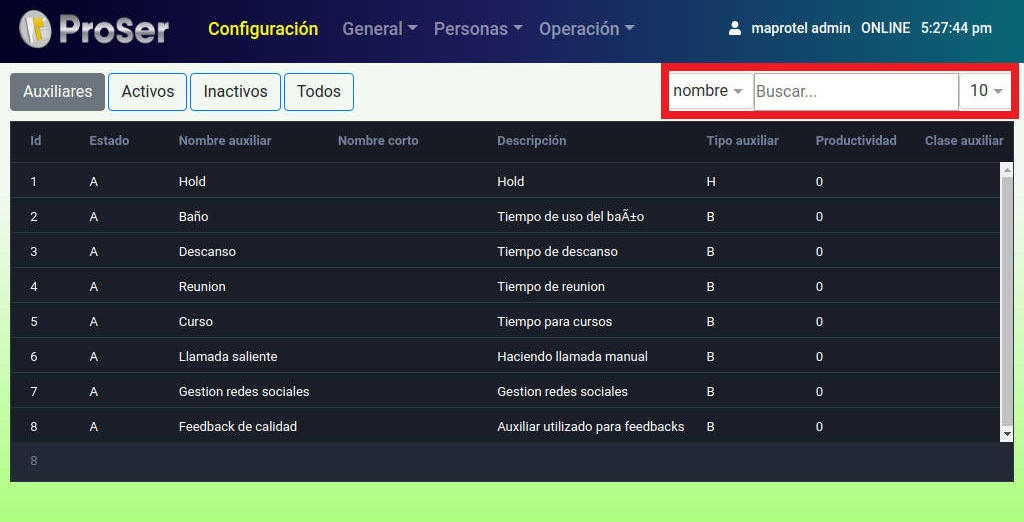 ProSer Configuración General Personas Operación maprotel admin ONLINE 5:27:44 pm
Auxiliares Activos Inactivos Todos nombre Buscar... 10
Id Estado Nombre auxiliar Nombre corto Descripción Tipo auxiliar Productividad Clase auxiliar
1 A Hold Hold H 0
2 A Baño Tiempo de uso del baÃ±o B 0
3 A Descanso Tiempo de descanso B 0
4 A Reunion Tiempo de reunion B 0
5 A Curso Tiempo para cursos B 0
6 A Llamada saliente Haciendo llamada manual B 0
7 A Gestion redes sociales Gestion redes sociales B 0
8 A Feedback de calidad Auxiliar utilizado para feedbacks B 0
8